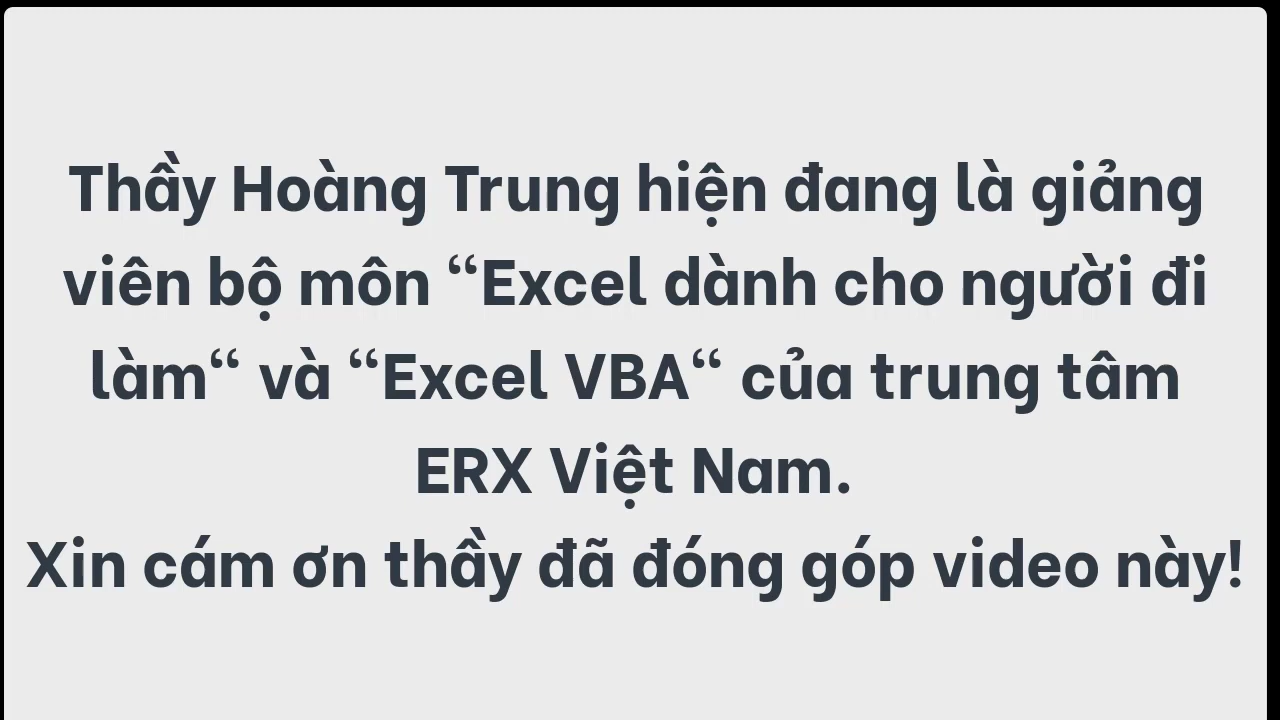 Thầy Hoàng Trung hiện đang là giảng
viên bộ môn “Excel dành cho người đi
làm“ và “Excel VBA“ của trung tâm
ERX Việt Nam.
Xin cám ơn thầy đã đóng góp video này!